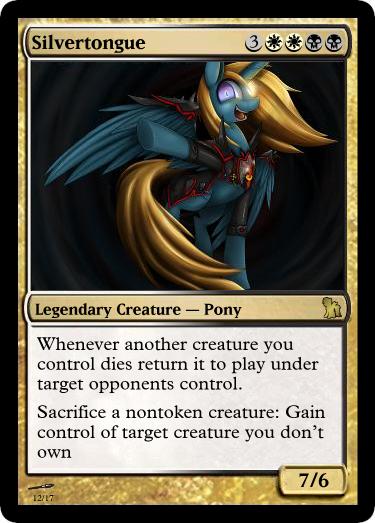 Silvertongue 3
Legendary Creature — Pony
Whenever another creature you
control dies return it to play under
target opponents control.
Sacrifice a nontoken creature: Gain
control of target creature you don't
own
7/6
12/17